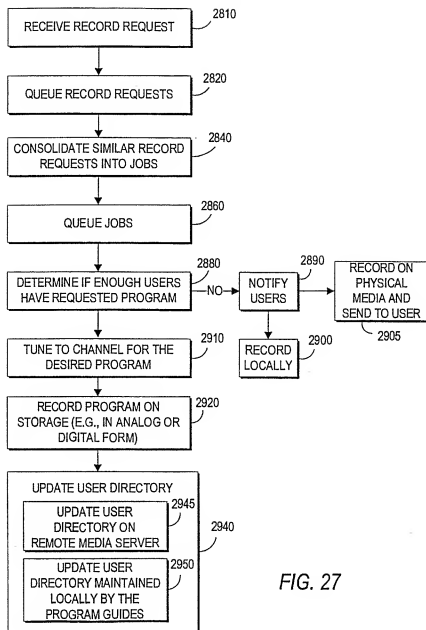 RECEIVE RECORD REQUEST
2810
QUEUE RECORD REQUESTS
2820
CONSOLIDATE SIMILAR RECORD
REQUESTS INTO JOBS
2840
QUEUE JOBS
2860
DETERMINE IF ENOUGH USERS
HAVE REQUESTED PROGRAM
2880
NO
NOTIFY
USERS
2890
RECORD ON
PHYSICAL
MEDIA AND
SEND TO USER
2905
RECORD
LOCALLY
2900
TUNE TO CHANNEL FOR THE
DESIRED PROGRAM
2910
RECORD PROGRAM ON
STORAGE (E.G., IN ANALOG OR
DIGITAL FORM)
2920
UPDATE USER DIRECTORY
2940
UPDATE USER
DIRECTORY ON
REMOTE MEDIA SERVER
2945
UPDATE USER
DIRECTORY MAINTAINED
LOCALLY BY THE
PROGRAM GUIDES
2950
FIG. 27